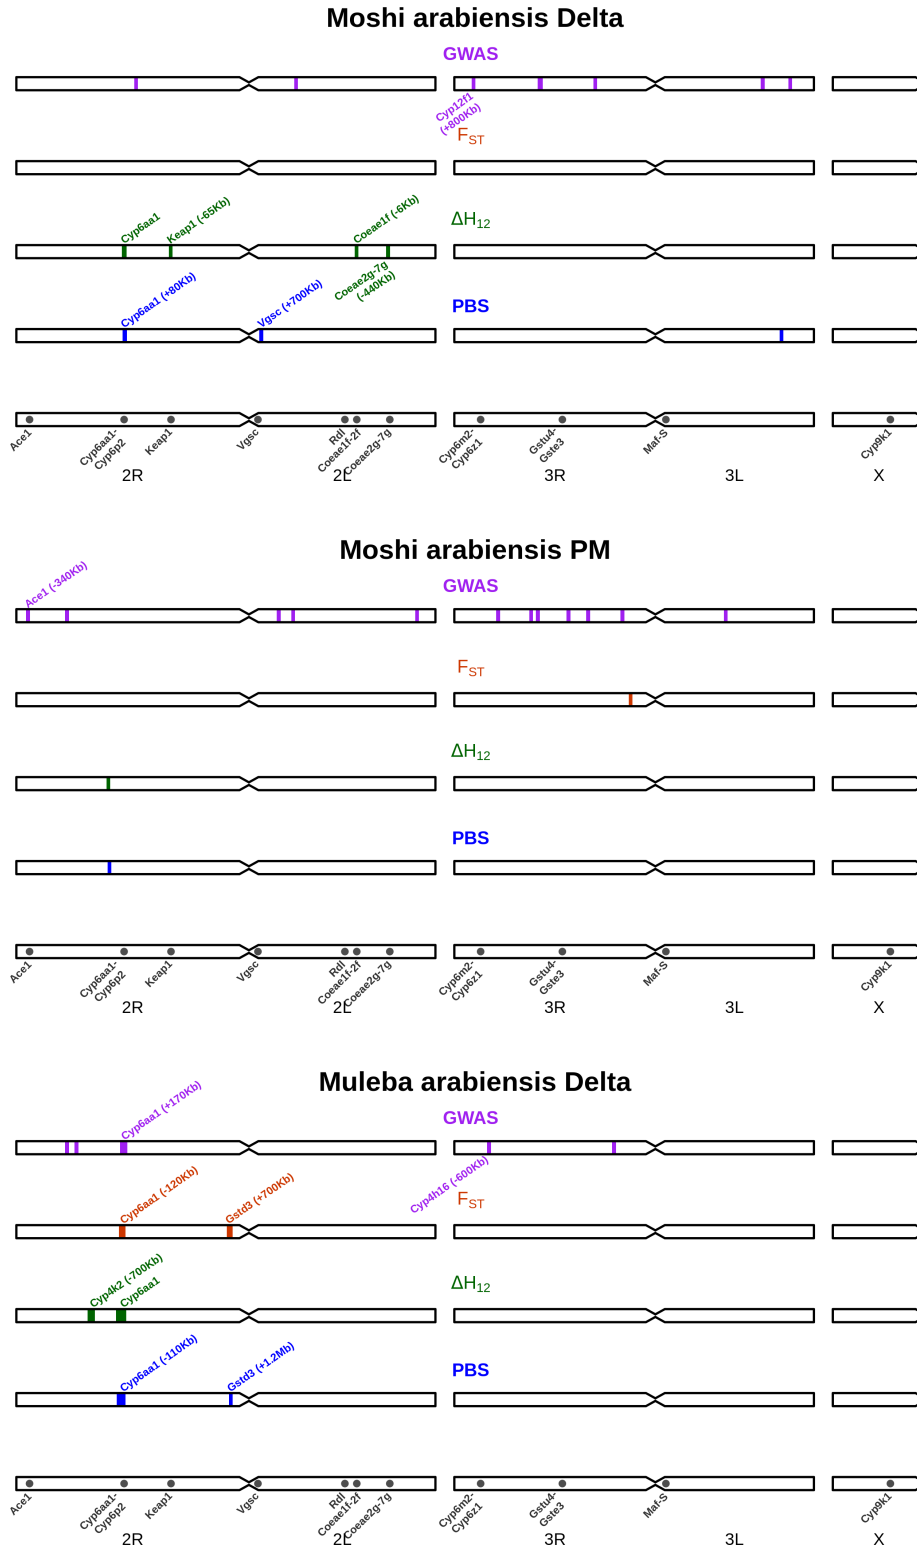 Moshi arabiensis Delta
GWAS
Cyp12f1
(+800Kb)
FST
ΔH12
Cyp6aa1
Keap1 (-65Kb)
Coeae1f (-6Kb)
Coeae2g-7g
(-440Kb)
PBS
Cyp6aa1 (+80Kb)
Vgsc (+700Kb)
Ace1
Cyp6aa1-
Cyp6p2
Keap1
Vgsc
Rdl
Coeae1f-2f
Coeae2g-7g
Cyp6m2-
Cyp6z1
Gstu4-
Gste3
Maf-S
Cyp9k1
2R 2L 3R 3L X
Moshi arabiensis PM
GWAS
Ace1 (-340Kb)
FST
ΔH12
PBS
Ace1
Cyp6aa1-
Cyp6p2
Keap1
Vgsc
Rdl
Coeae1f-2f
Coeae2g-7g
Cyp6m2-
Cyp6z1
Gstu4-
Gste3
Maf-S
Cyp9k1
2R 2L 3R 3L X
Muleba arabiensis Delta
GWAS
Cyp6aa1 (+170Kb)
Cyp4h16 (-600Kb)
FST
Cyp6aa1 (-120Kb)
Gstd3 (+700Kb)
ΔH12
Cyp4k2 (-700Kb)
Cyp6aa1
PBS
Cyp6aa1 (-110Kb)
Gstd3 (+1.2Mb)
Ace1
Cyp6aa1-
Cyp6p2
Keap1
Vgsc
Rdl
Coeae1f-2f
Coeae2g-7g
Cyp6m2-
Cyp6z1
Gstu4-
Gste3
Maf-S
Cyp9k1
2R 2L 3R 3L X